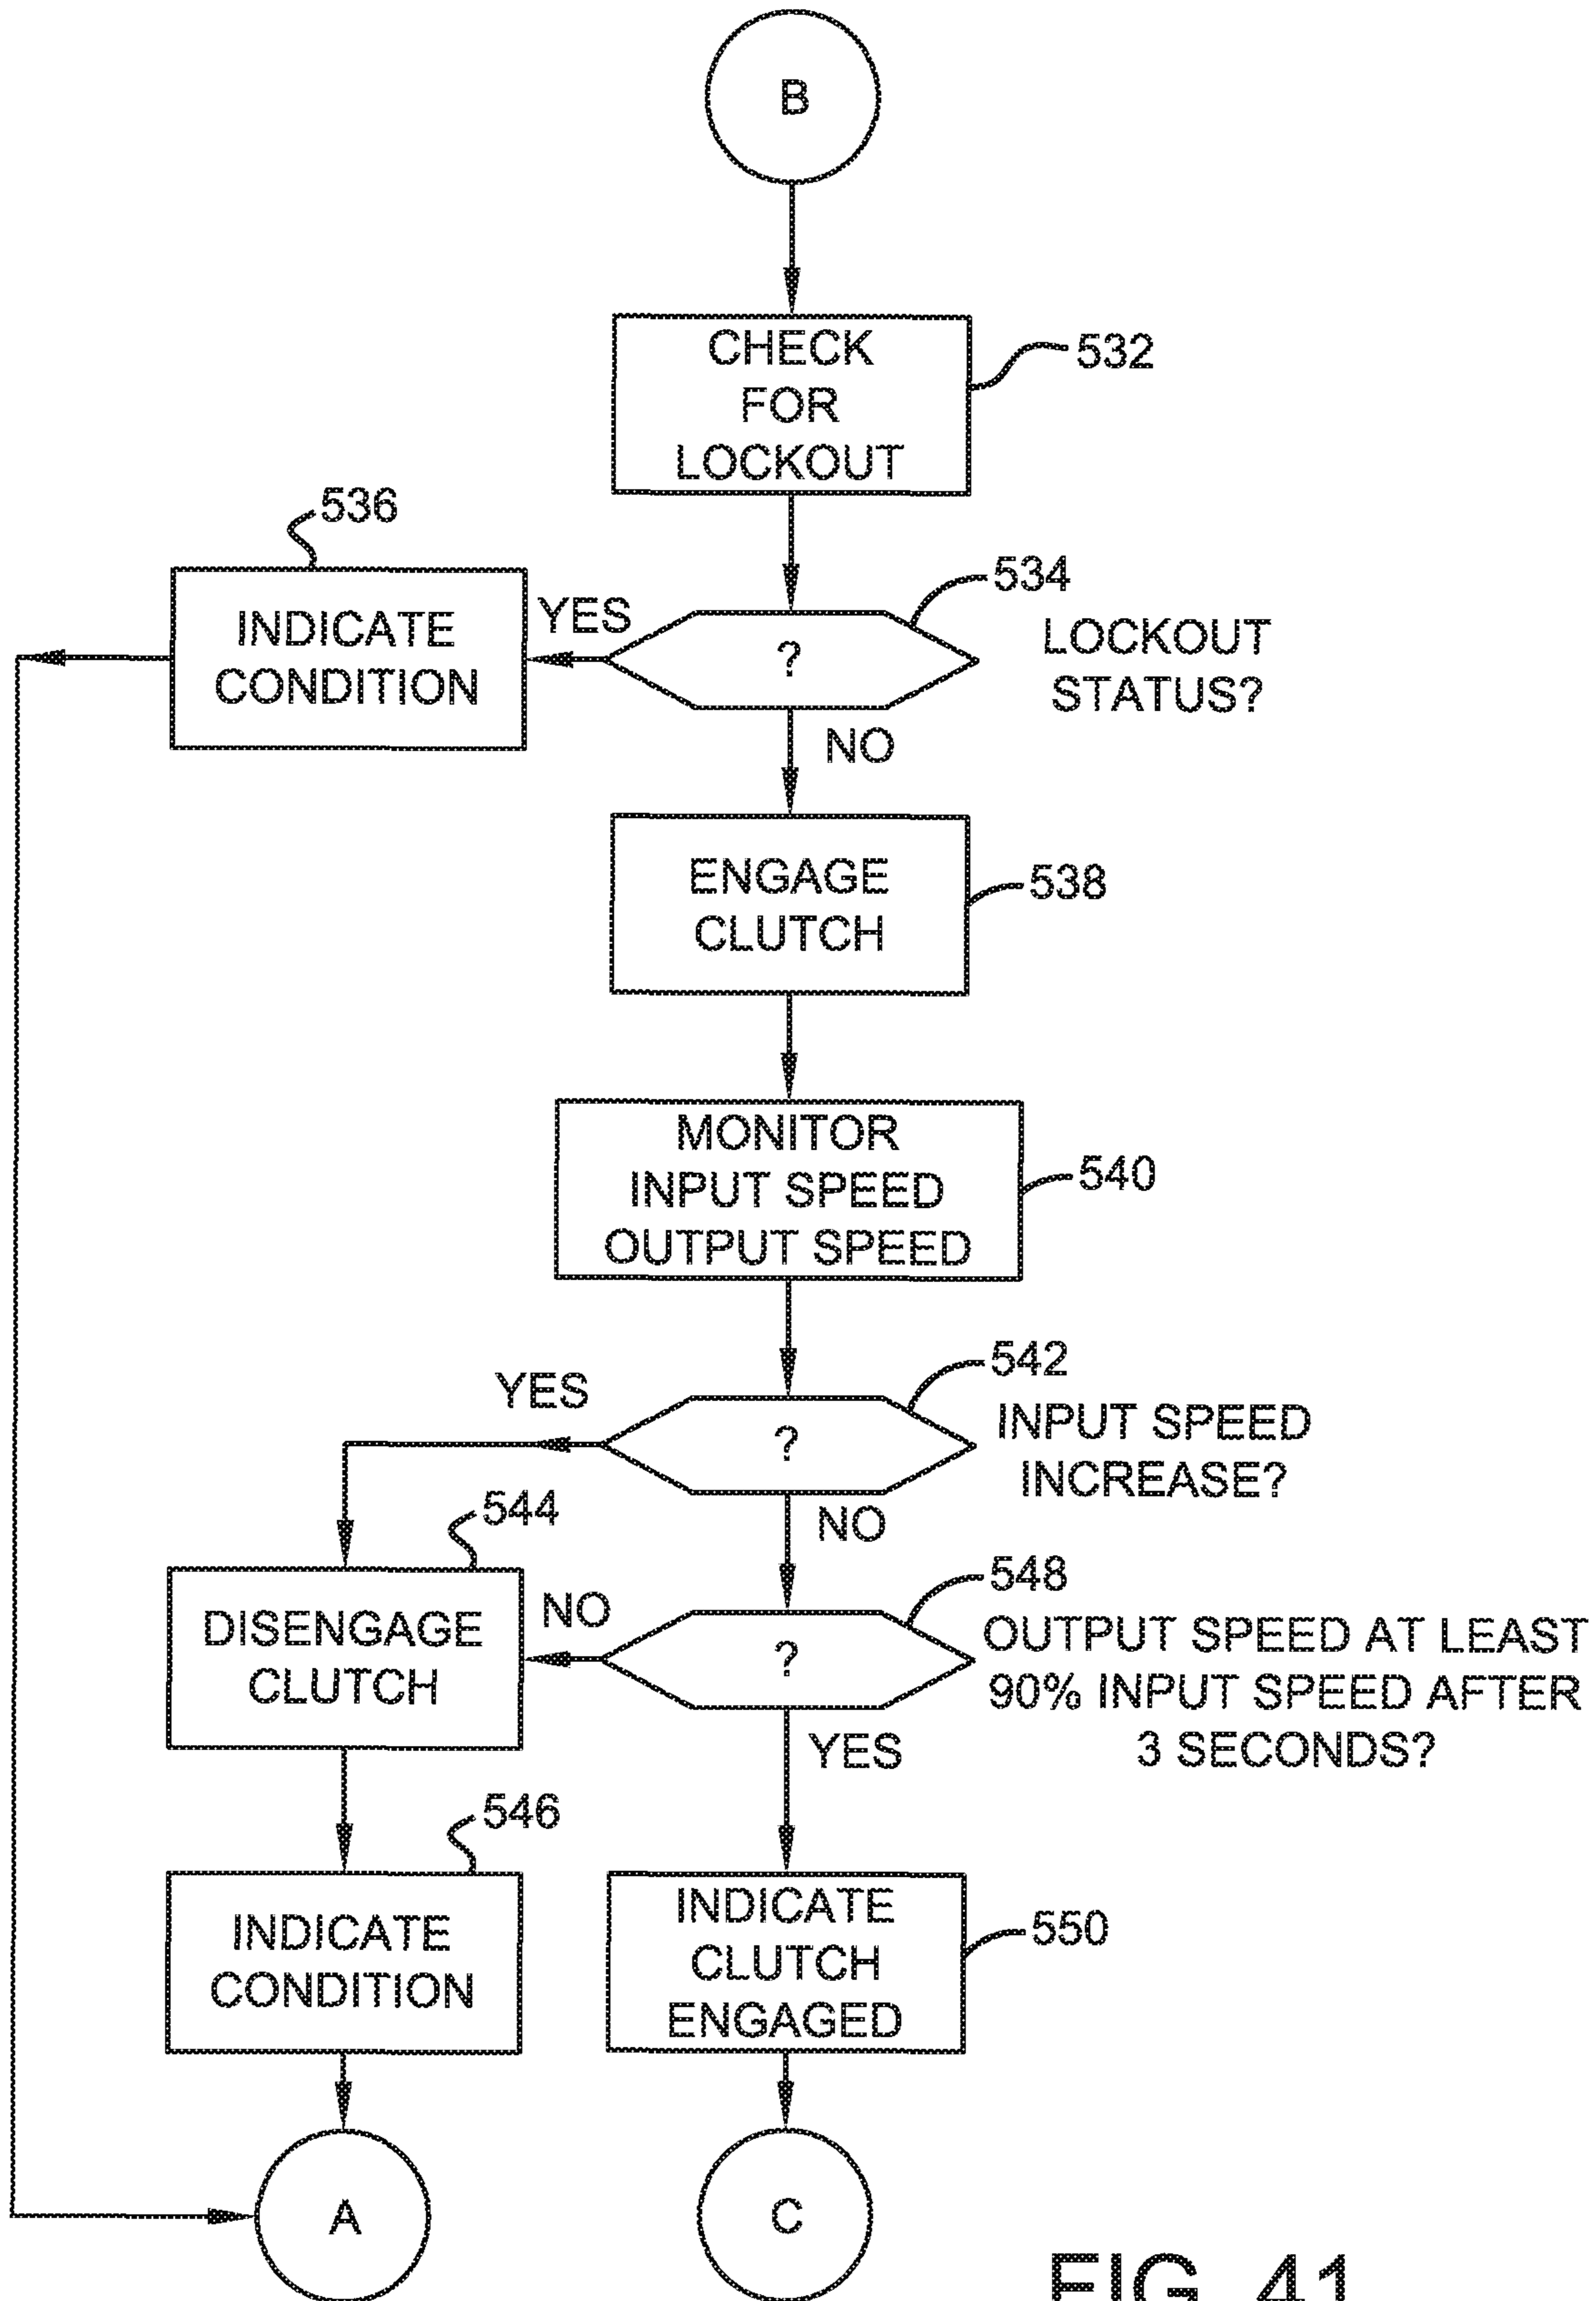 B
CHECK
FOR
LOCKOUT
532
536
534
INDICATE
CONDITION
YES
?
LOCKOUT
STATUS?
NO
ENGAGE
CLUTCH
538
MONITOR
INPUT SPEED
OUTPUT SPEED
540
542
YES
?
INPUT SPEED
INCREASE?
NO
544
548
DISENGAGE
CLUTCH
NO
?
OUTPUT SPEED AT LEAST
90% INPUT SPEED AFTER
3 SECONDS?
YES
546
INDICATE
CONDITION
INDICATE
CLUTCH
ENGAGED
550
A
C
FIG. 41